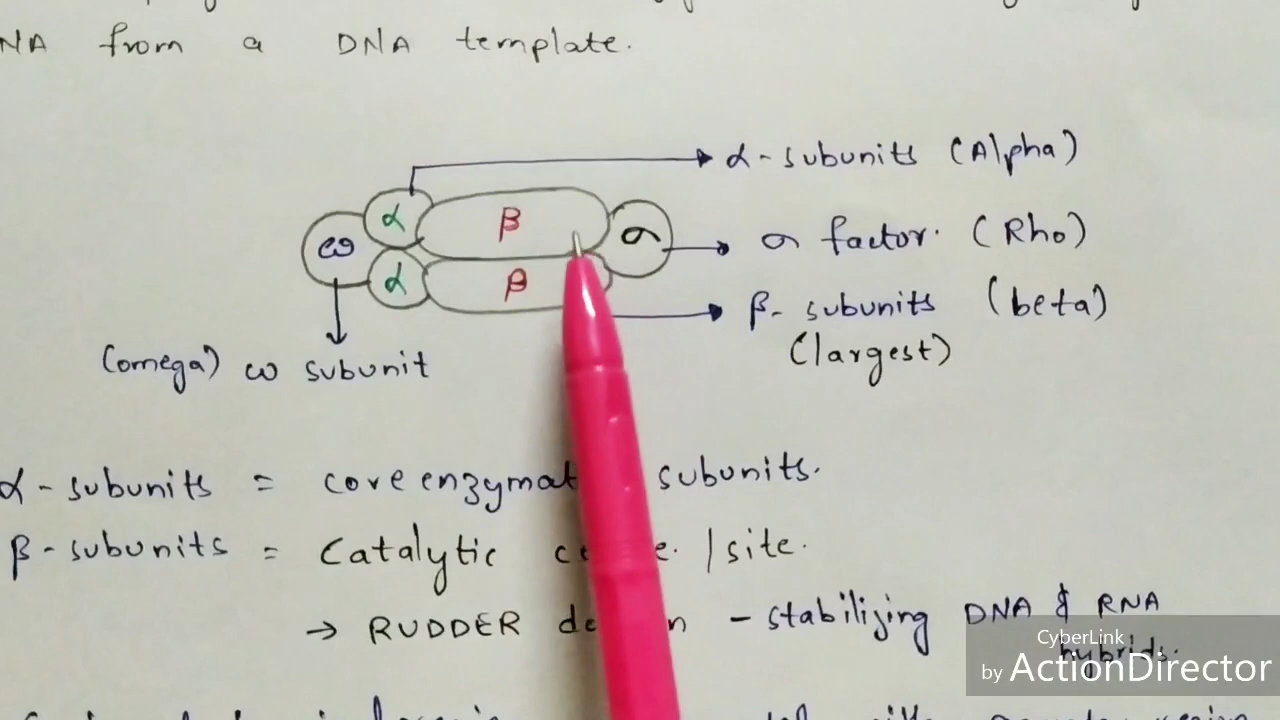 NA from a DNA template.
α - subunits (Alpha)
α β σ
ω
σ factor. (Rho)
α β
β - subunits (beta)
(largest)
(omega) ω subunit
α - subunits = core enzymat subunits.
β - subunits = Catalytic /site.
→ RUDDER - stabilizing DNA & RNA
hybrids.
CyberLink
by ActionDirector